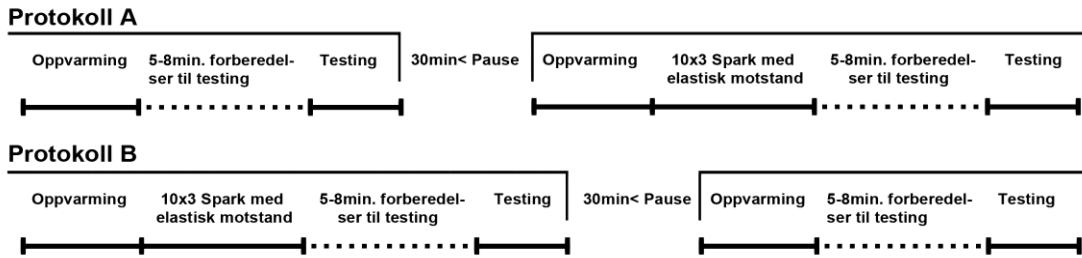 Protokoll A
Oppvarming 5-8min. forberedel- Testing 30min< Pause Oppvarming 10x3 Spark med 5-8min. forberedel- Testing
ser til testing elastisk motstand ser til testing
Protokoll B
Oppvarming 10x3 Spark med 5-8min. forberedel- Testing 30min< Pause Oppvarming 5-8min. forberedel- Testing
elastisk motstand ser til testing ser til testing